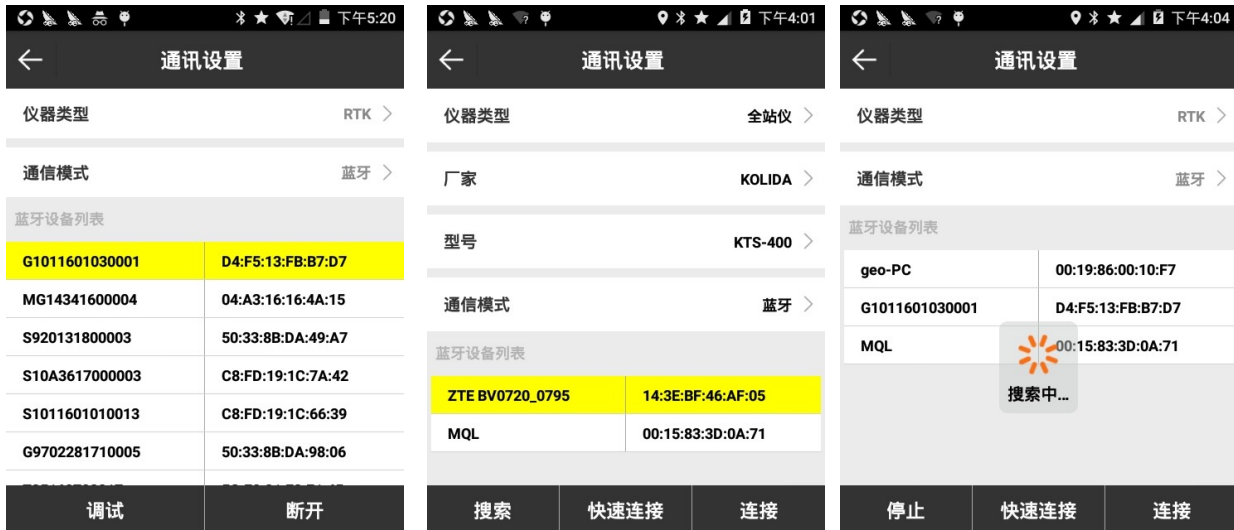 下午5:20
通讯设置
仪器类型 RTK
通信模式 蓝牙
蓝牙设备列表
G1011601030001 D4:F5:13:FB:B7:D7
MG14341600004 04:A3:16:16:4A:15
S920131800003 50:33:8B:DA:49:A7
S10A3617000003 C8:FD:19:1C:7A:42
S1011601010013 C8:FD:19:1C:66:39
G9702281710005 50:33:8B:DA:98:06
调试 断开
下午4:01
通讯设置
仪器类型 全站仪
厂家 KOLIDA
型号 KTS-400
通信模式 蓝牙
蓝牙设备列表
ZTE BV0720_0795 14:3E:BF:46:AF:05
MQL 00:15:83:3D:0A:71
搜索 快速连接 连接
下午4:04
通讯设置
仪器类型 RTK
通信模式 蓝牙
蓝牙设备列表
geo-PC 00:19:86:00:10:F7
G1011601030001 D4:F5:13:FB:B7:D7
MQL 00:15:83:3D:0A:71
搜索中...
停止 快速连接 连接